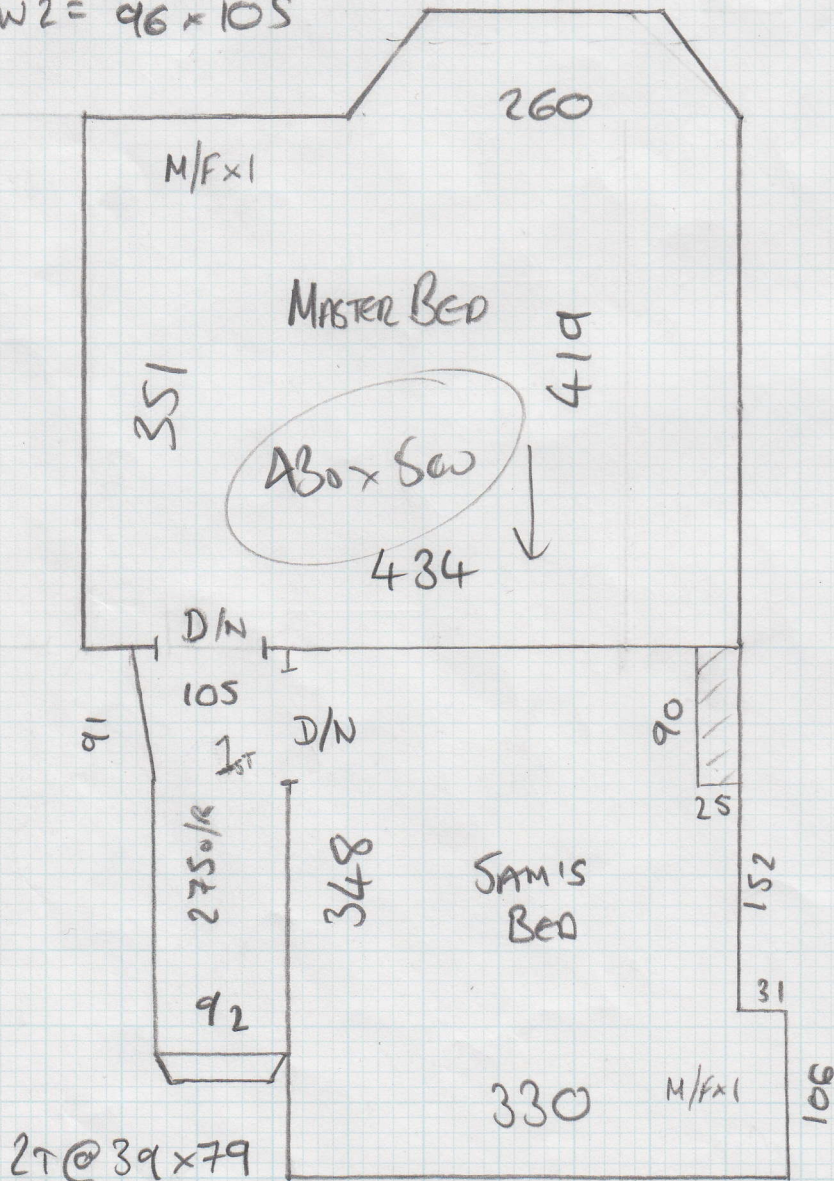 W2 = 96 x 105
260
M/F x 1
MASTER BED
351
419
430 x 500
434
D/N
105
91
1ST
D/N
90
25
275 O/R
348
SAM'S
BED
152
31
92
330
M/F x 1
106
2T @ 39 x 79